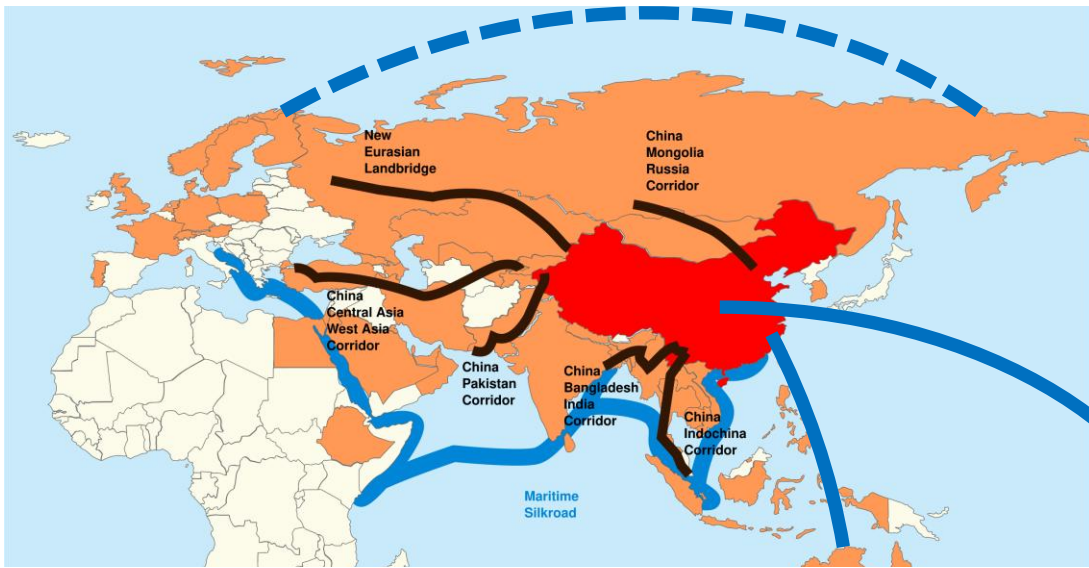 New
Eurasian
Landbridge
China
Mongolia
Russia
Corridor
China
Central Asia
West Asia
Corridor
China
Pakistan
Corridor
China
Bangladesh
India
Corridor
China
Indochina
Corridor
Maritime
Silkroad